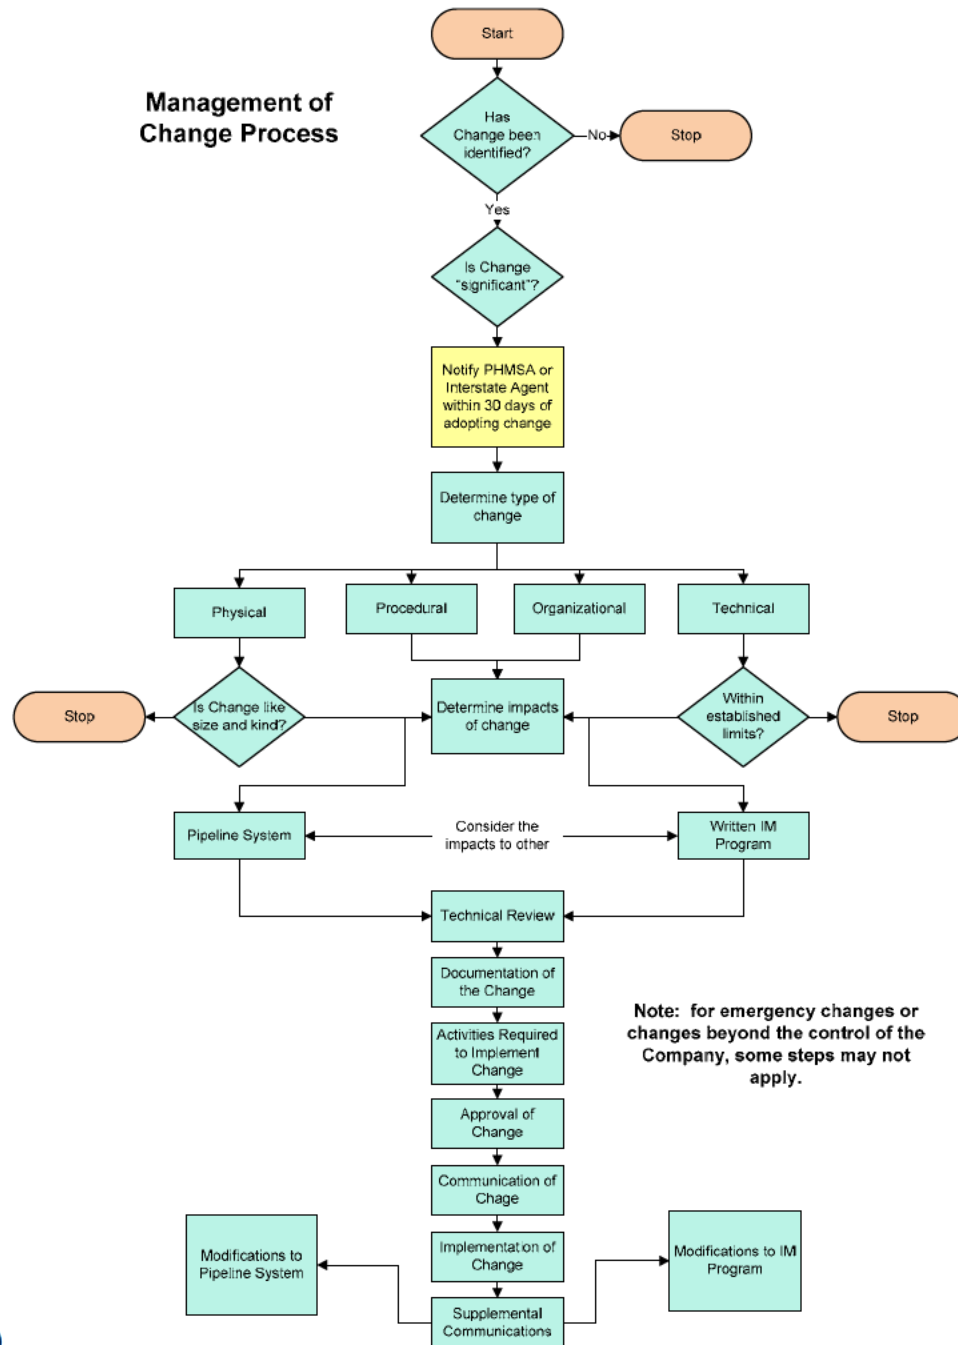 Start
Management of
Change Process
Has
Change been
identified?
No
Stop
Yes
Is Change
"significant"?
Notify PHMSA or
Interstate Agent
within 30 days of
adopting change
Determine type of
change
Physical
Procedural
Organizational
Technical
Stop
Is Change like
size and kind?
Determine impacts
of change
Within
established
limits?
Stop
Pipeline System
Consider the
impacts to other
Written IM
Program
Technical Review
Documentation of
the Change
Note: for emergency changes or
changes beyond the control of the
Company, some steps may not
apply.
Activities Required
to Implement
Change
Approval of
Change
Communication of
Chage
Modifications to
Pipeline System
Implementation of
Change
Modifications to IM
Program
Supplemental
Communications